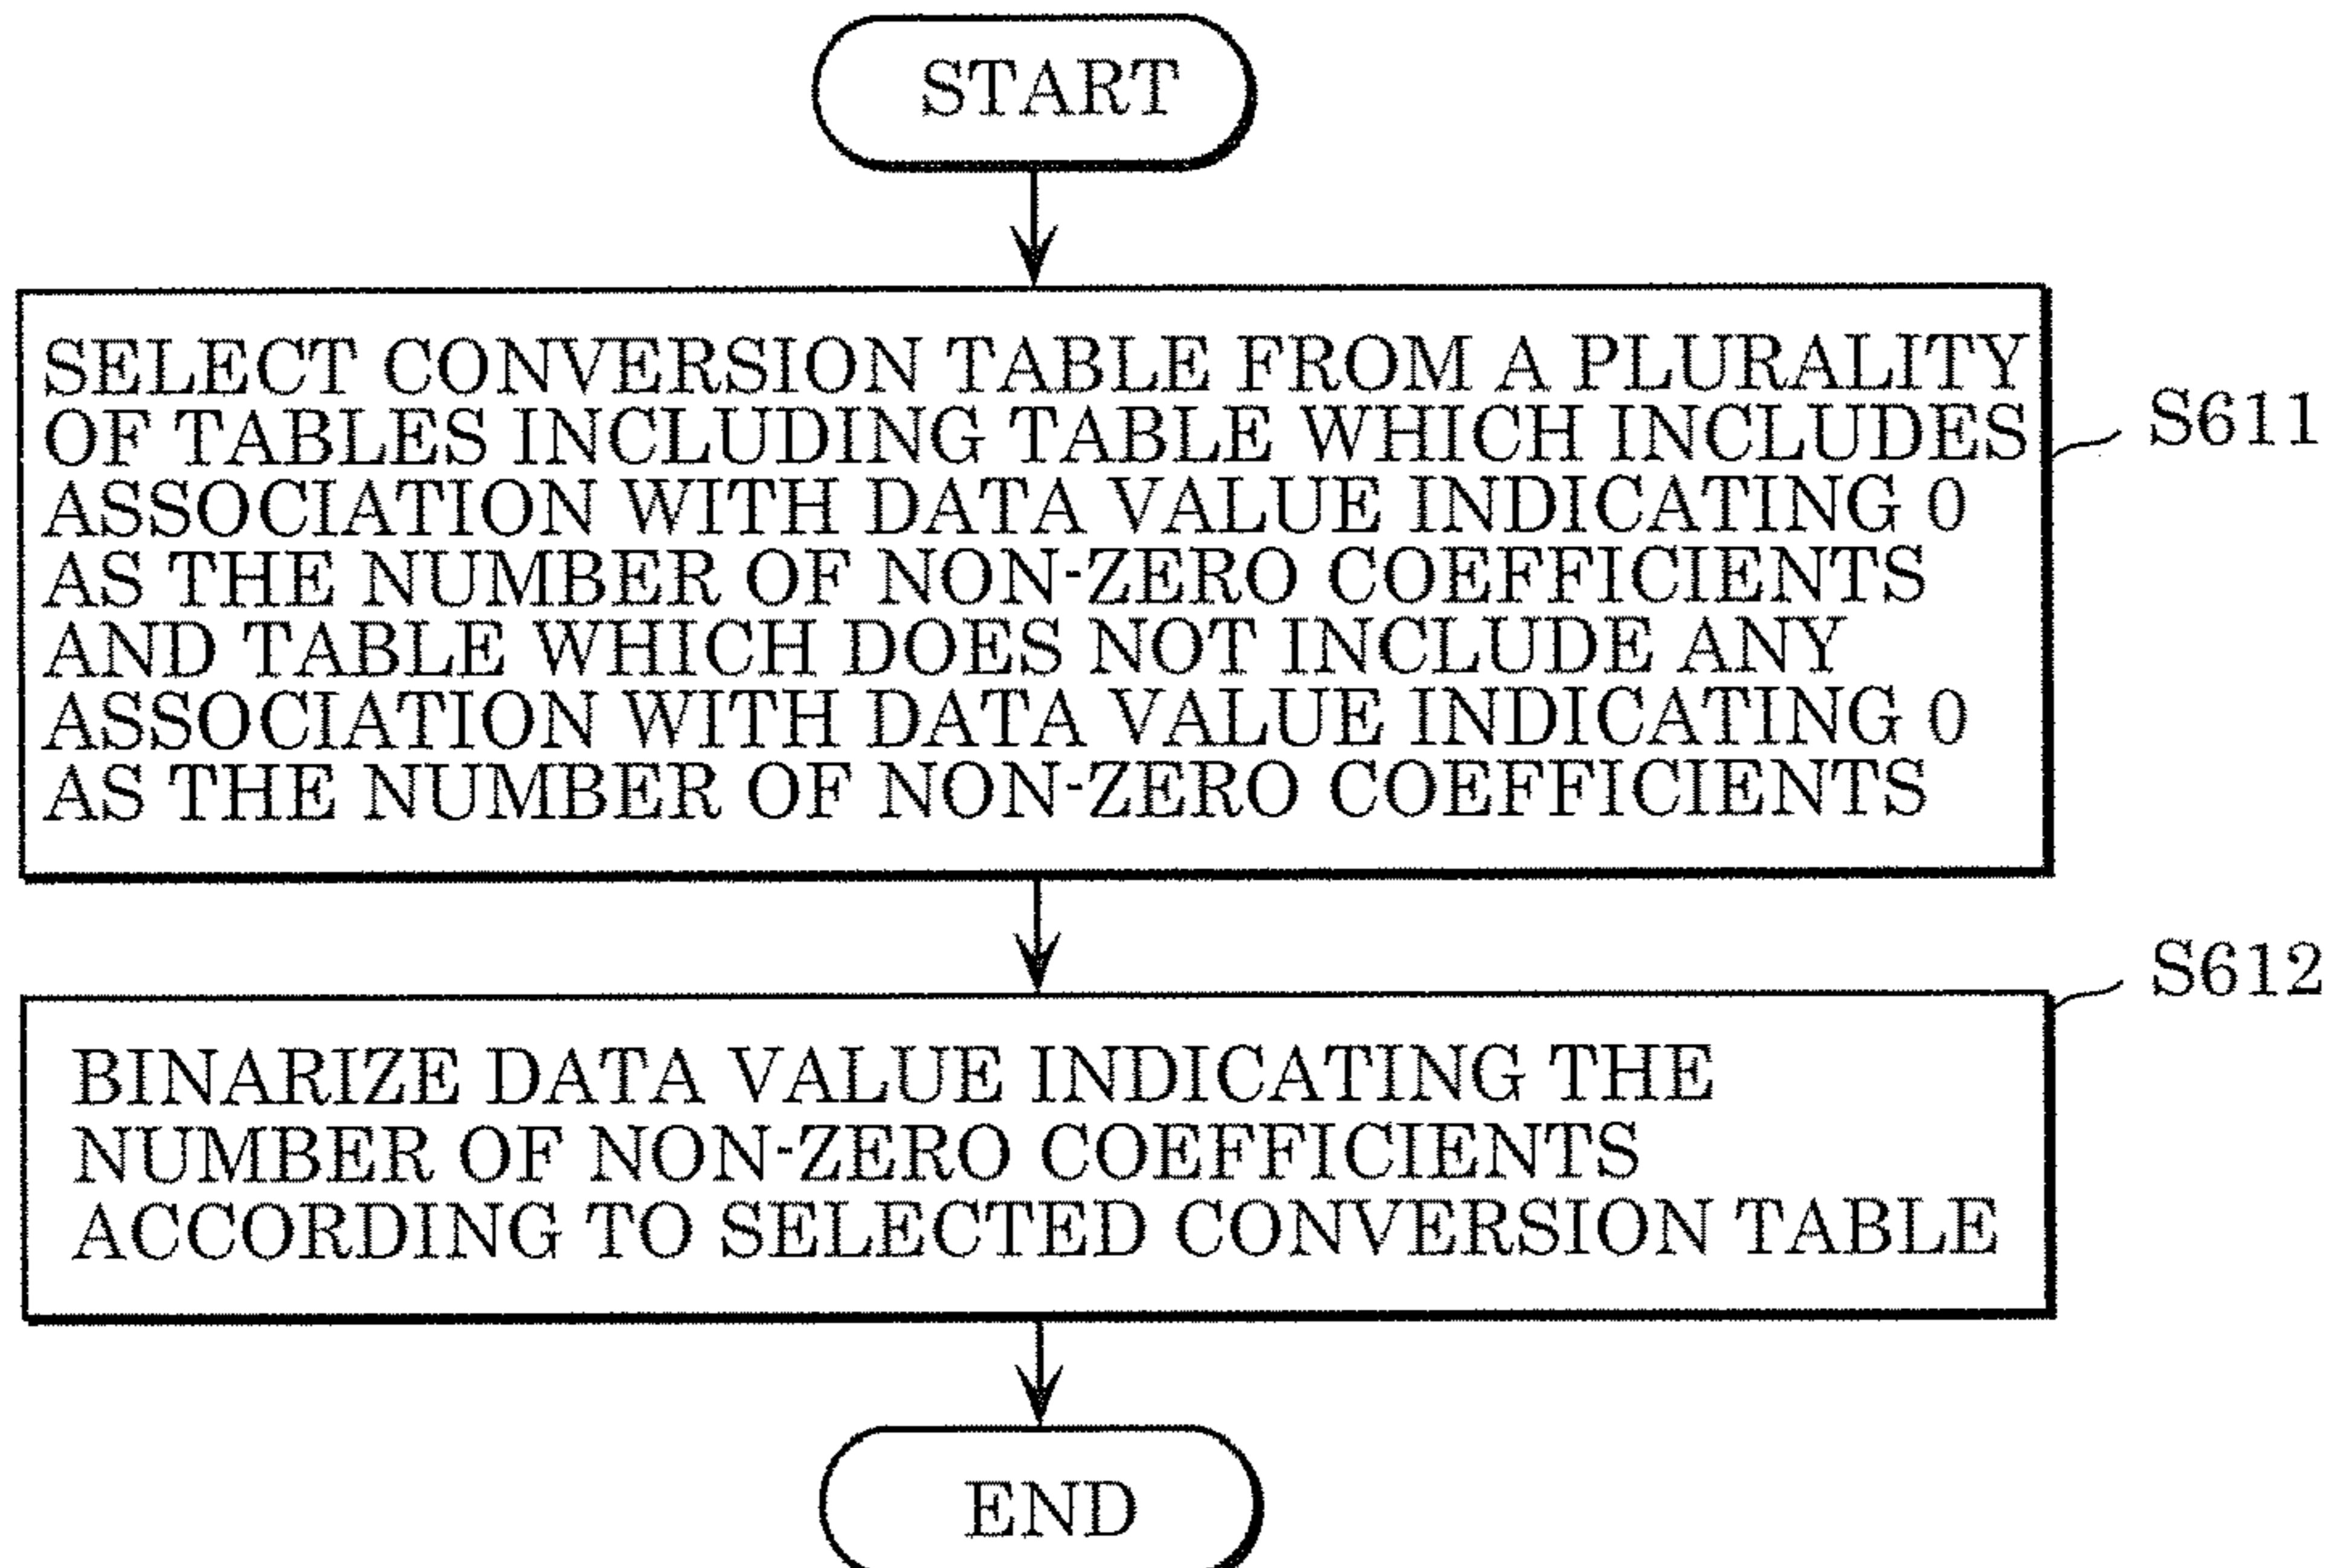 START
SELECT CONVERSION TABLE FROM A PLURALITY
OF TABLES INCLUDING TABLE WHICH INCLUDES
ASSOCIATION WITH DATA VALUE INDICATING 0
AS THE NUMBER OF NON-ZERO COEFFICIENTS
AND TABLE WHICH DOES NOT INCLUDE ANY
ASSOCIATION WITH DATA VALUE INDICATING 0
AS THE NUMBER OF NON-ZERO COEFFICIENTS
S611
S612
BINARIZE DATA VALUE INDICATING THE
NUMBER OF NON-ZERO COEFFICIENTS
ACCORDING TO SELECTED CONVERSION TABLE
END